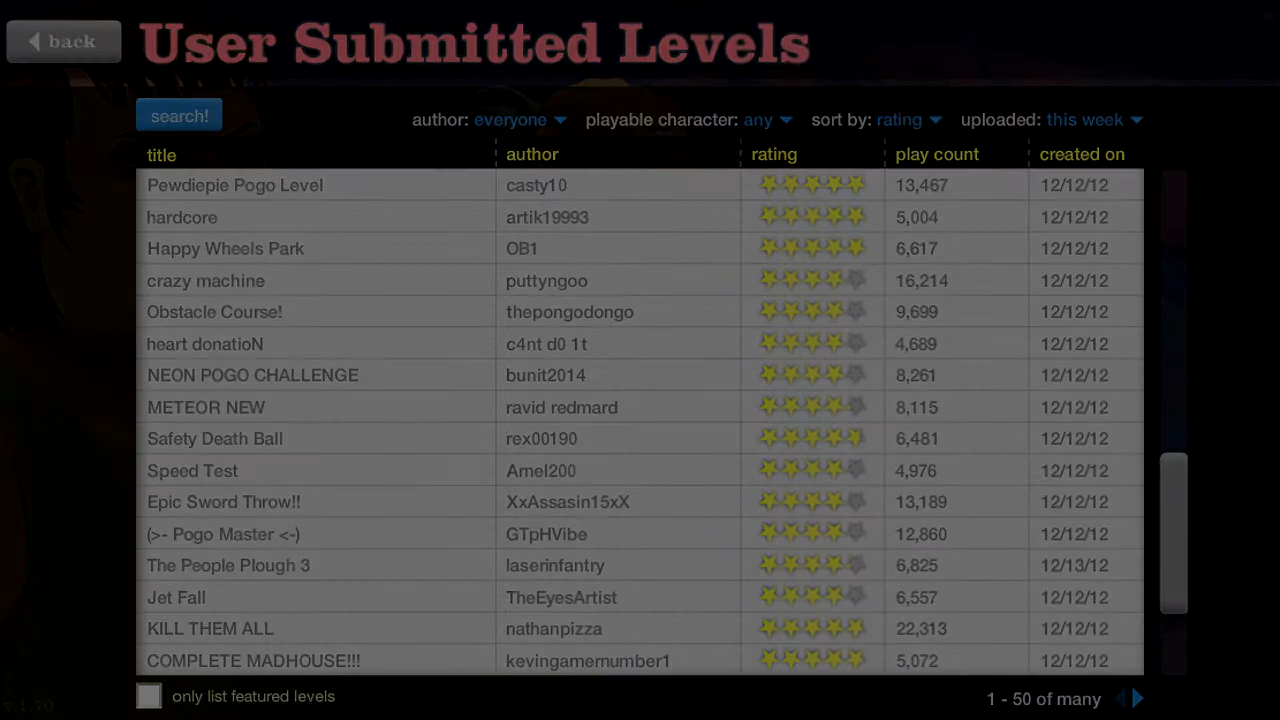 back
User Submitted Levels
search!
author: everyone playable character: any sort by: rating uploaded: this week
title author rating play count created on
Pewdiepie Pogo Level casty10 13,467 12/12/12
hardcore artik19993 5,004 12/12/12
Happy Wheels Park OB1 6,617 12/12/12
crazy machine puttyngoo 16,214 12/12/12
Obstacle Course! thepongodongo 9,699 12/12/12
heart donatioN c4nt d0 1t 4,689 12/12/12
NEON POGO CHALLENGE bunit2014 8,261 12/12/12
METEOR NEW ravid redmard 8,115 12/12/12
Safety Death Ball rex00190 6,481 12/12/12
Speed Test Amel200 4,976 12/12/12
Epic Sword Throw!! XxAssasin15xX 13,189 12/12/12
(>- Pogo Master <-) GTpHVibe 12,860 12/12/12
The People Plough 3 laserinfantry 6,825 12/13/12
Jet Fall TheEyesArtist 6,557 12/12/12
KILL THEM ALL nathanpizza 22,313 12/12/12
COMPLETE MADHOUSE!!! kevingamemumber1 5,072 12/12/12
only list featured levels 1 - 50 of many
v 1.70